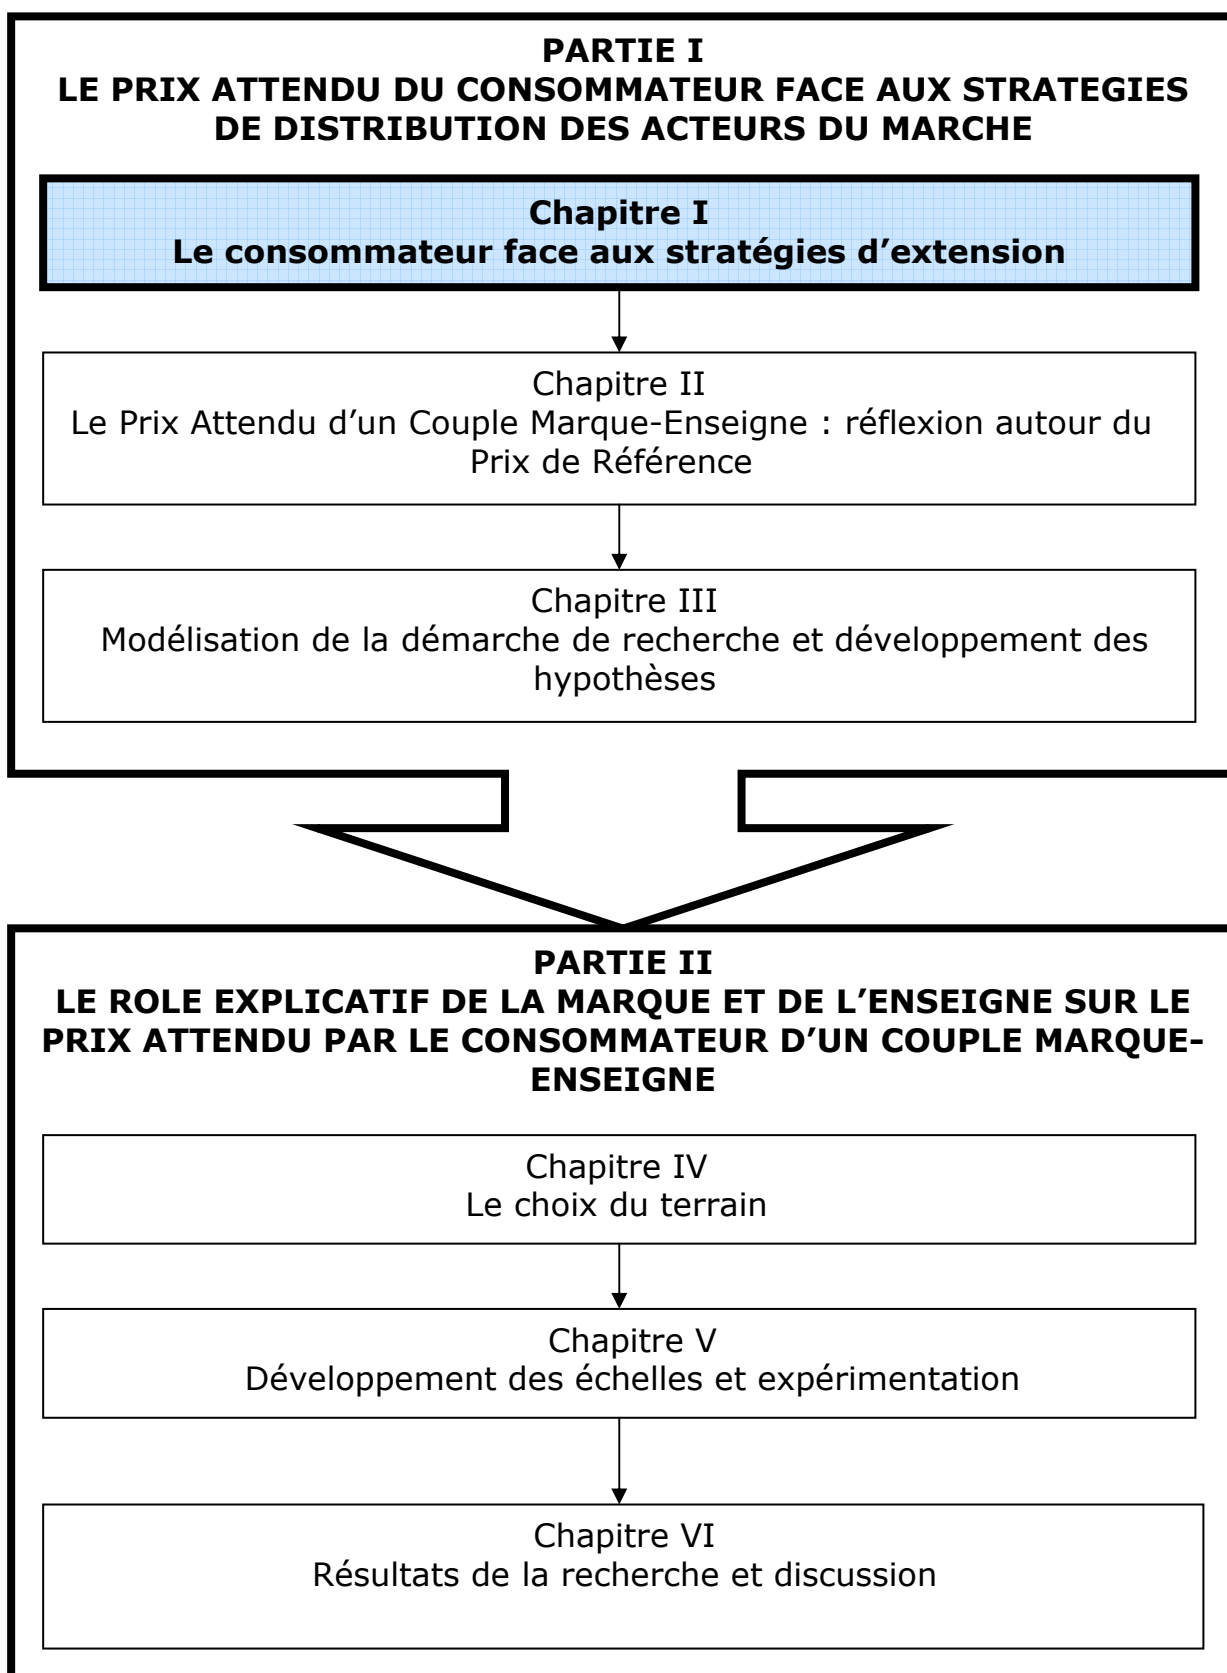 PARTIE I
LE PRIX ATTENDU DU CONSOMMATEUR FACE AUX STRATEGIES
DE DISTRIBUTION DES ACTEURS DU MARCHE
Chapitre I
Le consommateur face aux stratégies d’extension
Chapitre II
Le Prix Attendu d’un Couple Marque-Enseigne : réflexion autour du
Prix de Référence
Chapitre III
Modélisation de la démarche de recherche et développement des
hypothèses
PARTIE II
LE ROLE EXPLICATIF DE LA MARQUE ET DE L’ENSEIGNE SUR LE
PRIX ATTENDU PAR LE CONSOMMATEUR D’UN COUPLE MARQUE-
ENSEIGNE
Chapitre IV
Le choix du terrain
Chapitre V
Développement des échelles et expérimentation
Chapitre VI
Résultats de la recherche et discussion